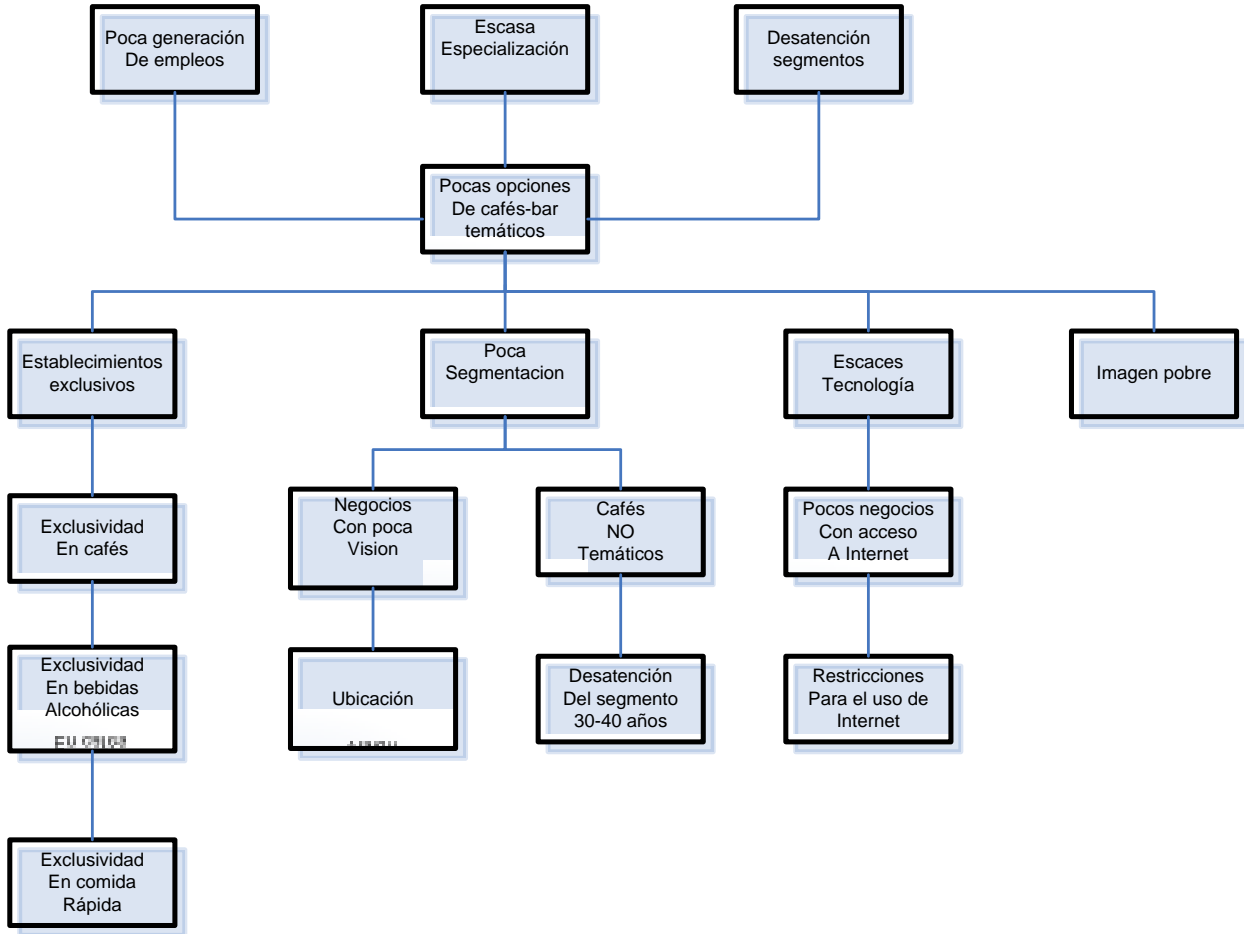 Poca generación
De empleos
Escasa
Especialización
Desatención
segmentos
Pocas opciones
De cafés-bar
temáticos
Establecimientos
exclusivos
Poca
Segmentacion
Escaces
Tecnología
Imagen pobre
Exclusividad
En cafés
Negocios
Con poca
Vision
Cafés
NO
Temáticos
Pocos negocios
Con acceso
A Internet
Exclusividad
En bebidas
Alcohólicas
Ubicación
Desatención
Del segmento
30-40 años
Restricciones
Para el uso de
Internet
Exclusividad
En comida
Rápida